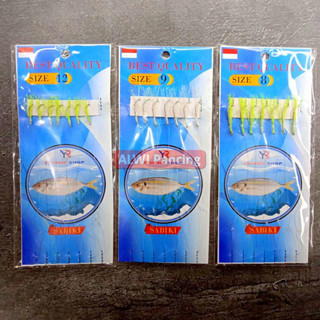 BEST QUALITY
SIZE 12
SABIKI
BEST QUALITY
SIZE 9
SABIKI
BEST QUALITY
SIZE 8
SABIKI
ALWI Pancing